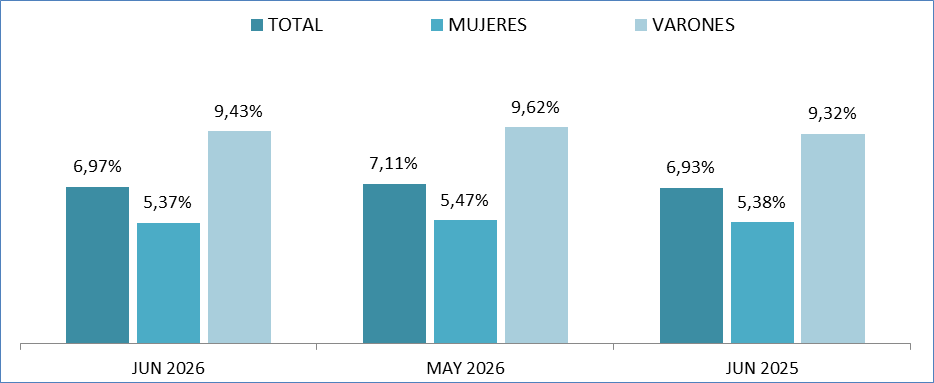 TOTAL MUJERES VARONES
6,97% 5,37% 9,43% 7,11% 5,47% 9,62% 6,93% 5,38% 9,32%
JUN 2026 MAY 2026 JUN 2025